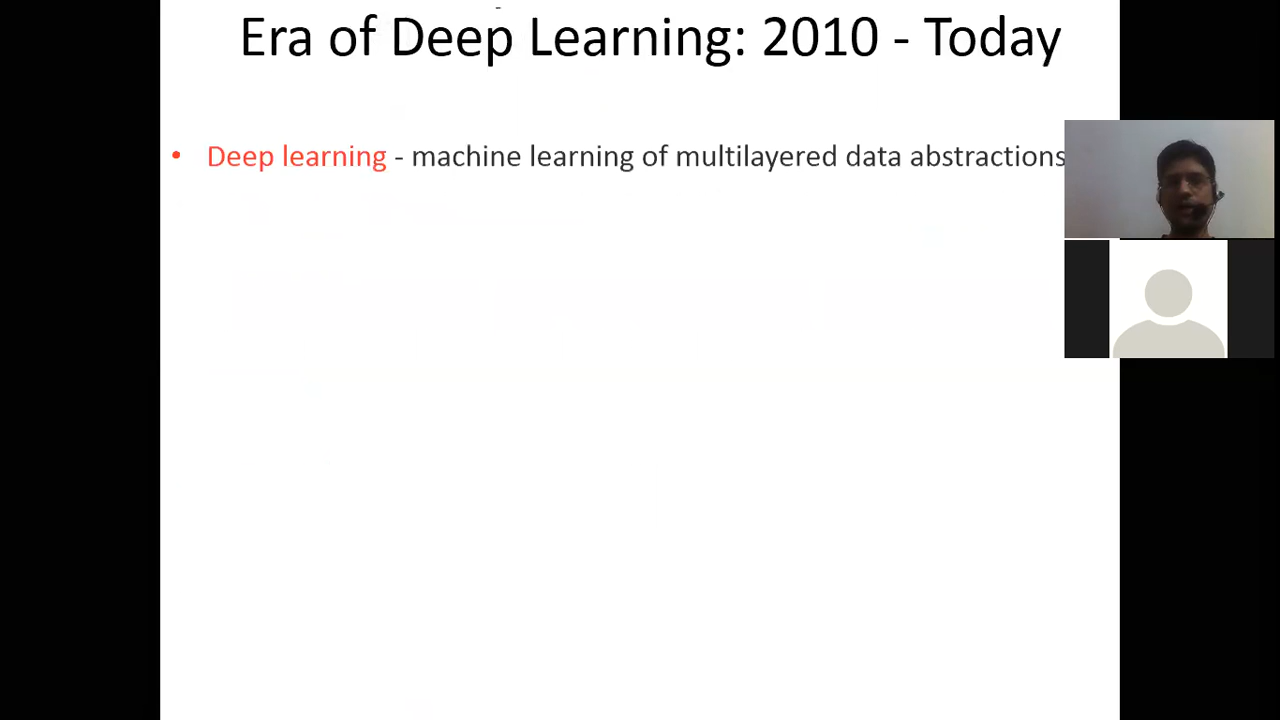 Era of Deep Learning: 2010 - Today
• Deep learning - machine learning of multilayered data abstractions